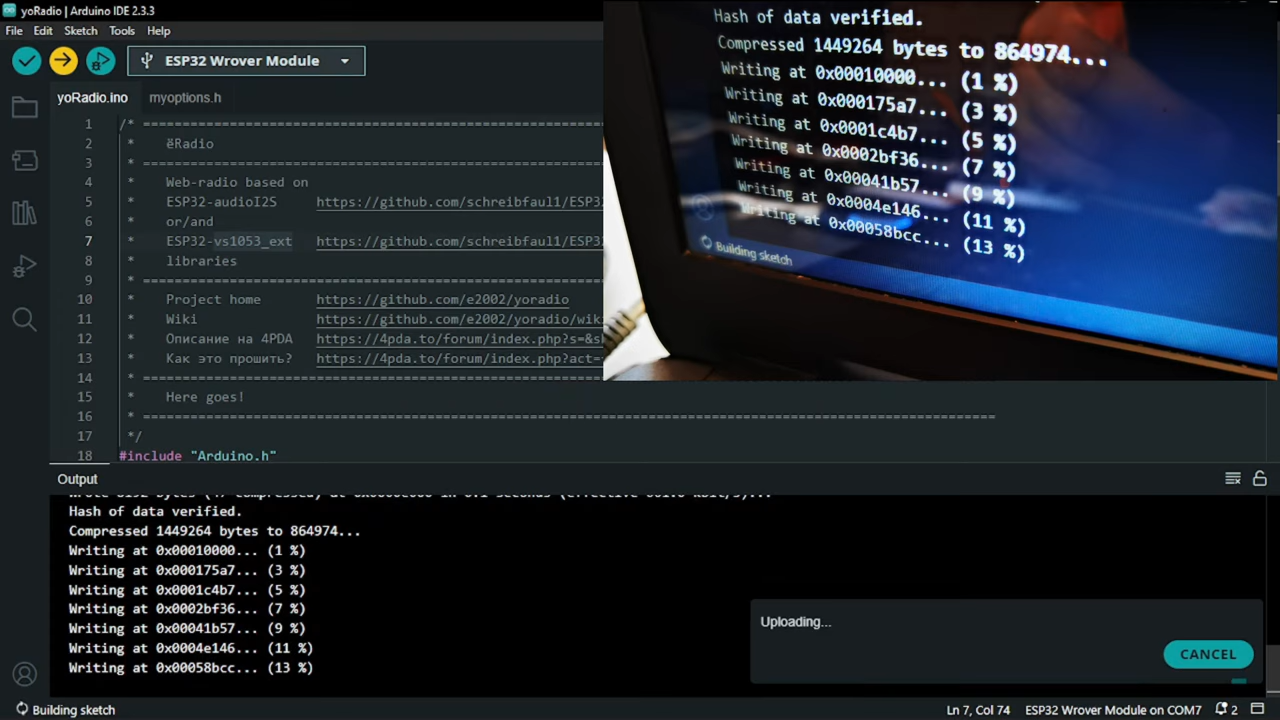 yoRadio | Arduino IDE 2.3.3
File Edit Sketch Tools Help
ESP32 Wrover Module
yoRadio.ino myoptions.h
1 /* ================================================
2 * ёRadio
3 * ================================================
4 * Web-radio based on
5 * ESP32-audioI2S https://github.com/schreibfaul1/ESP3
6 * or/and
7 * ESP32-vs1053_ext https://github.com/schreibfaul1/ESP3
8 * libraries
9 * ================================================
10 * Project home https://github.com/e2002/yoradio
11 * Wiki https://github.com/e2002/yoradio/wik
12 * Описание на 4PDA https://4pda.to/forum/index.php?s=&s
13 * Как это прошить? https://4pda.to/forum/index.php?act=
14 * ================================================
15 * Here goes!
16 * ================================================
17 */
18 #include "Arduino.h"
Hash of data verified.
Compressed 1449264 bytes to 864974...
Writing at 0x00010000... (1 %)
Writing at 0x000175a7... (3 %)
Writing at 0x0001c4b7... (5 %)
Writing at 0x0002bf36... (7 %)
Writing at 0x00041b57... (9 %)
Writing at 0x0004e146... (11 %)
Writing at 0x00058bcc... (13 %)
Building sketch
Output
Hash of data verified.
Compressed 1449264 bytes to 864974...
Writing at 0x00010000... (1 %)
Writing at 0x000175a7... (3 %)
Writing at 0x0001c4b7... (5 %)
Writing at 0x0002bf36... (7 %)
Writing at 0x00041b57... (9 %)
Writing at 0x0004e146... (11 %)
Writing at 0x00058bcc... (13 %)
Uploading...
CANCEL
Building sketch
Ln 7, Col 74 ESP32 Wrover Module on COM7 2